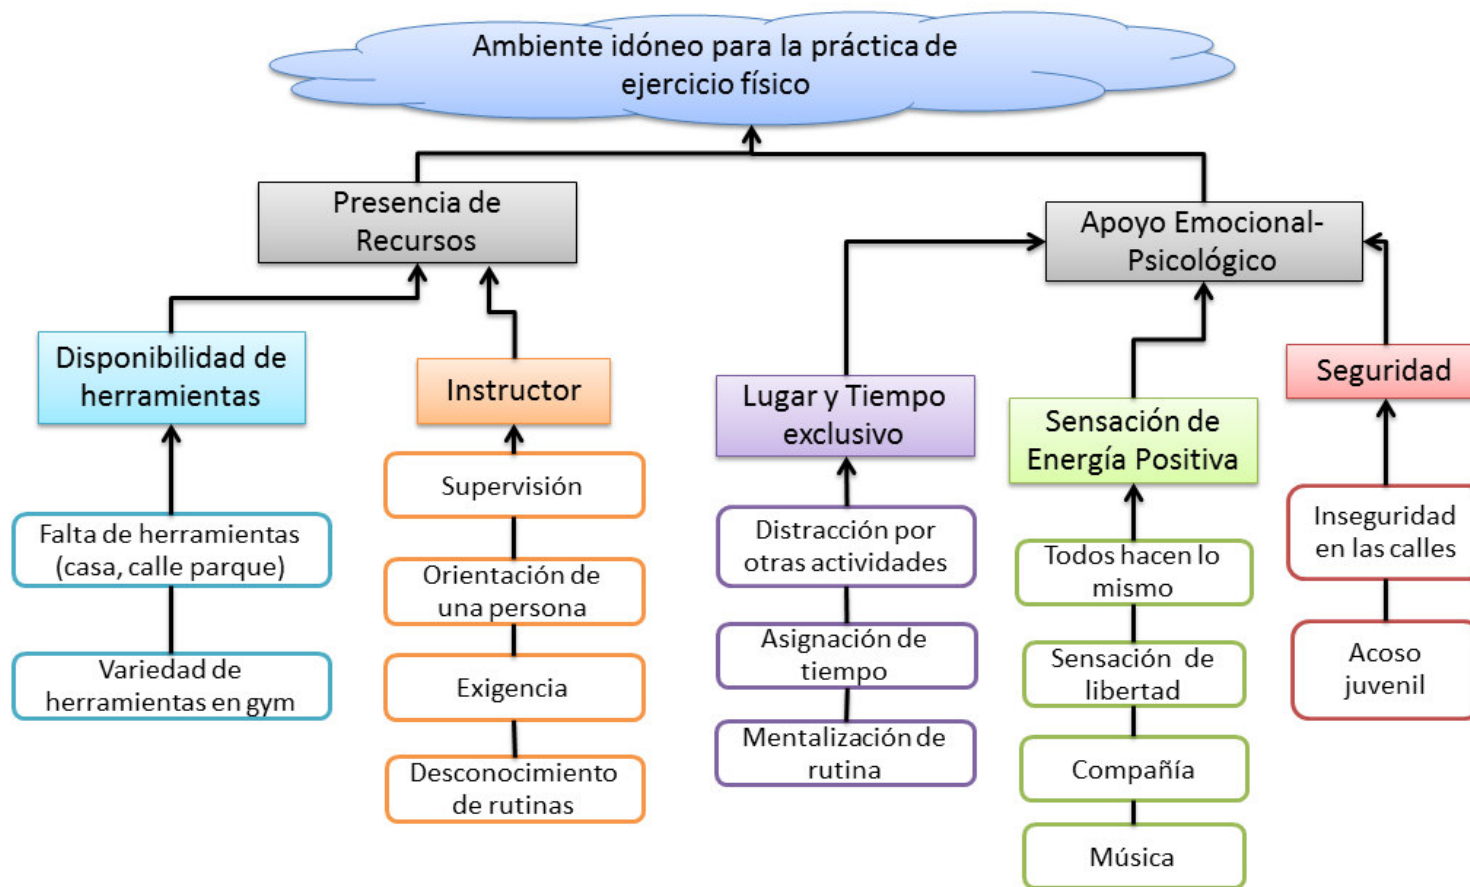 Ambiente idóneo para la práctica de
ejercicio físico
Presencia de
Recursos
Apoyo Emocional-
Psicológico
Disponibilidad de
herramientas
Instructor
Lugar y Tiempo
exclusivo
Sensación de
Energía Positiva
Seguridad
Falta de herramientas
(casa, calle parque)
Variedad de
herramientas en gym
Supervisión
Orientación de
una persona
Exigencia
Desconocimiento
de rutinas
Distracción por
otras actividades
Asignación de
tiempo
Mentalización de
rutina
Todos hacen lo
mismo
Sensación de
libertad
Compañía
Música
Inseguridad
en las calles
Acoso
juvenil